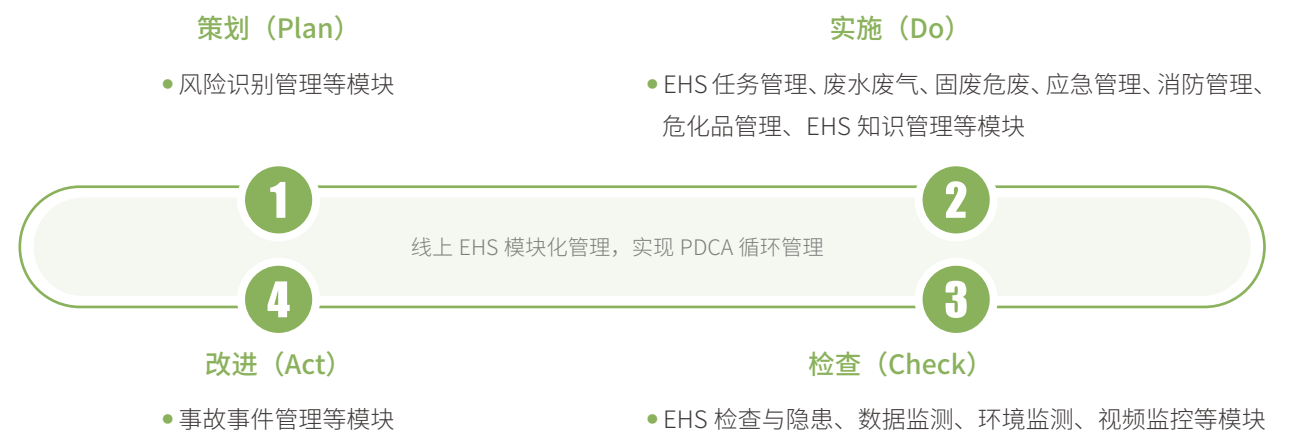 策划（Plan）
• 风险识别管理等模块
实施（Do）
• EHS 任务管理、废水废气、固废危废、应急管理、消防管理、
危化品管理、EHS 知识管理等模块
1
2
线上 EHS 模块化管理，实现 PDCA 循环管理
4
3
改进（Act）
• 事故事件管理等模块
检查（Check）
• EHS 检查与隐患、数据监测、环境监测、视频监控等模块